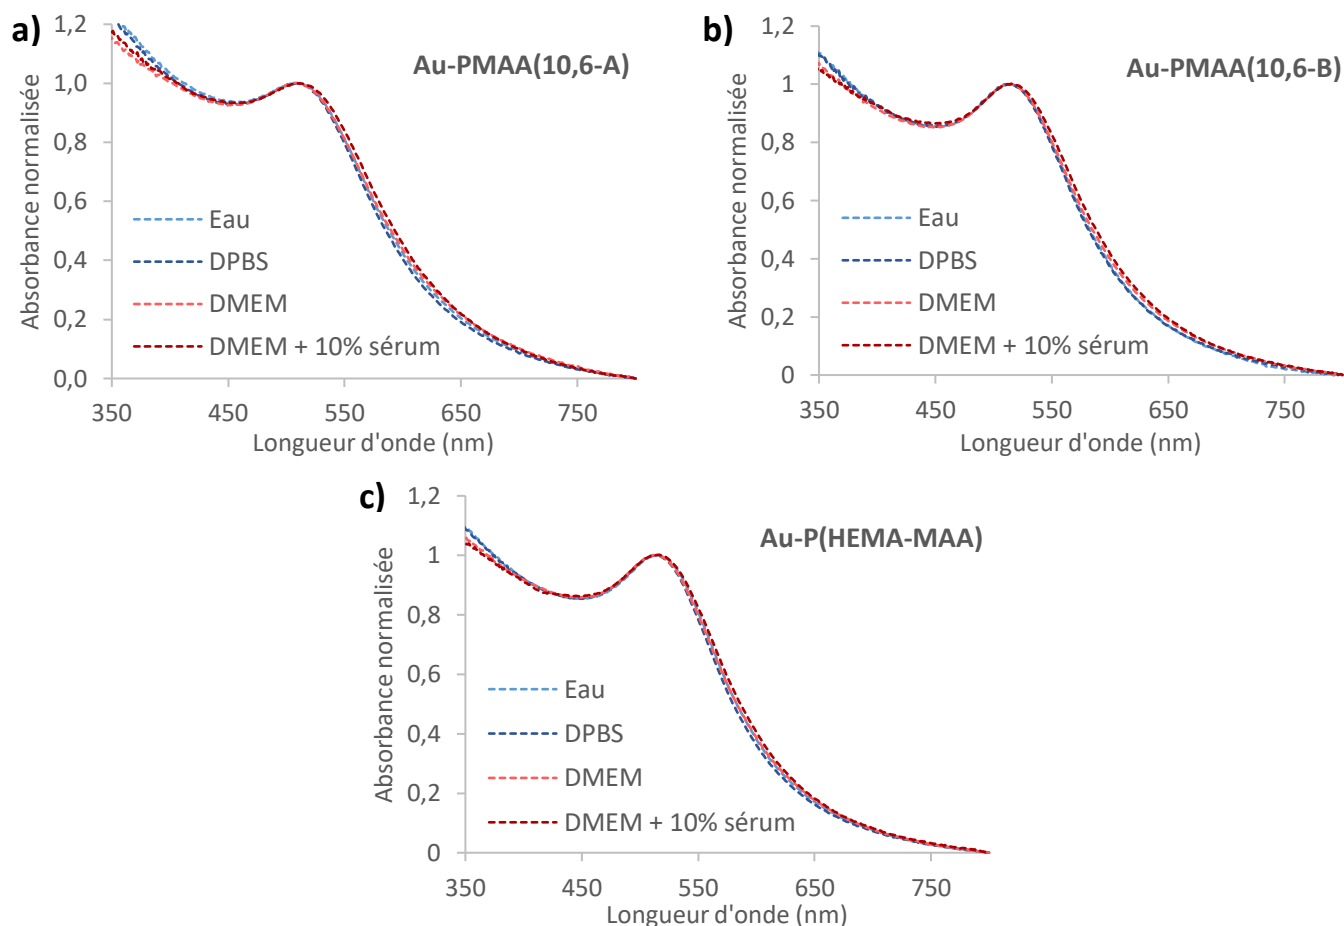 a)
Au-PMAA(10,6-A)
Absorbance normalisée
1,2
1,0
0,8
0,6
0,4
0,2
0,0
Eau
DPBS
DMEM
DMEM + 10% sérum
350
450
550
650
750
Longueur d'onde (nm)
b)
Au-PMAA(10,6-B)
Absorbance normalisée
1,2
1
0,8
0,6
0,4
0,2
0
Eau
DPBS
DMEM
DMEM + 10% sérum
350
450
550
650
750
Longueur d'onde (nm)
c)
Au-P(HEMA-MAA)
Absorbance normalisée
1,2
1
0,8
0,6
0,4
0,2
0
Eau
DPBS
DMEM
DMEM + 10% sérum
350
450
550
650
750
Longueur d'onde (nm)